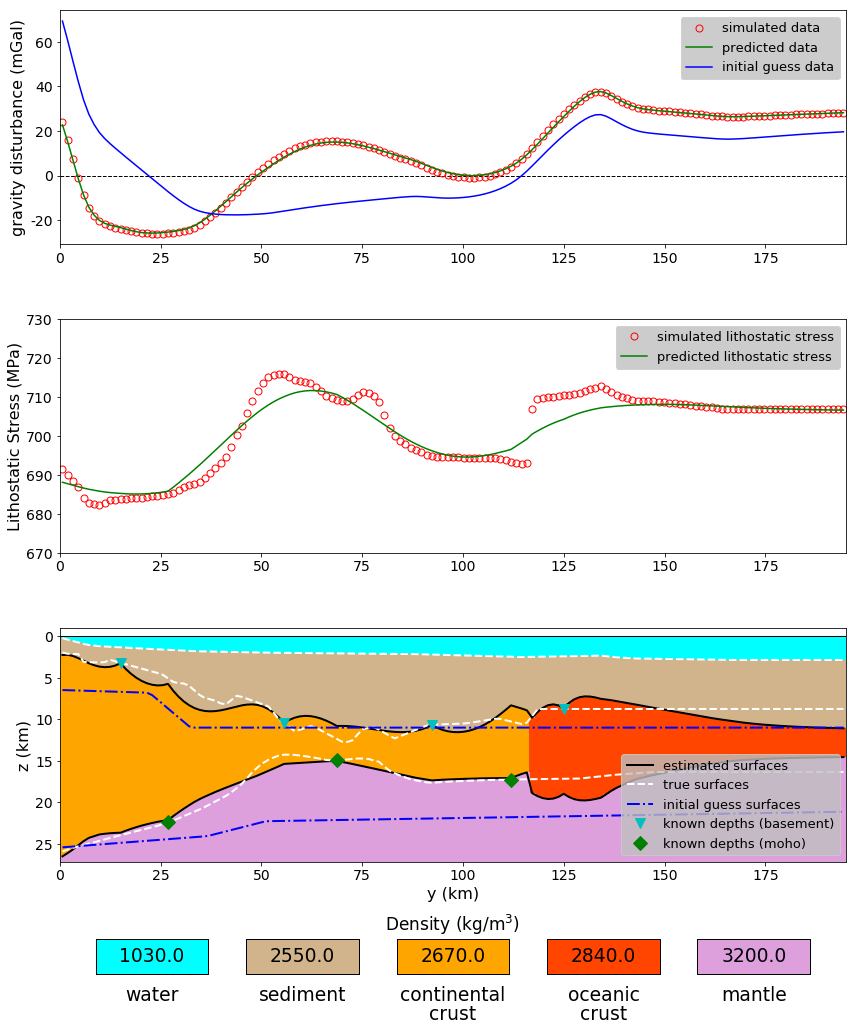 gravity disturbance (mGal)
60
40
20
0
-20
simulated data
predicted data
initial guess data
0 25 50 75 100 125 150 175
Lithostatic Stress (MPa)
730
720
710
700
690
680
670
simulated lithostatic stress
predicted lithostatic stress
0 25 50 75 100 125 150 175
z (km)
0
5
10
15
20
25
estimated surfaces
true surfaces
initial guess surfaces
known depths (basement)
known depths (moho)
0 25 50 75 100 125 150 175
y (km)
Density (kg/m³)
1030.0 2550.0 2670.0 2840.0 3200.0
water sediment continental oceanic mantle
crust crust